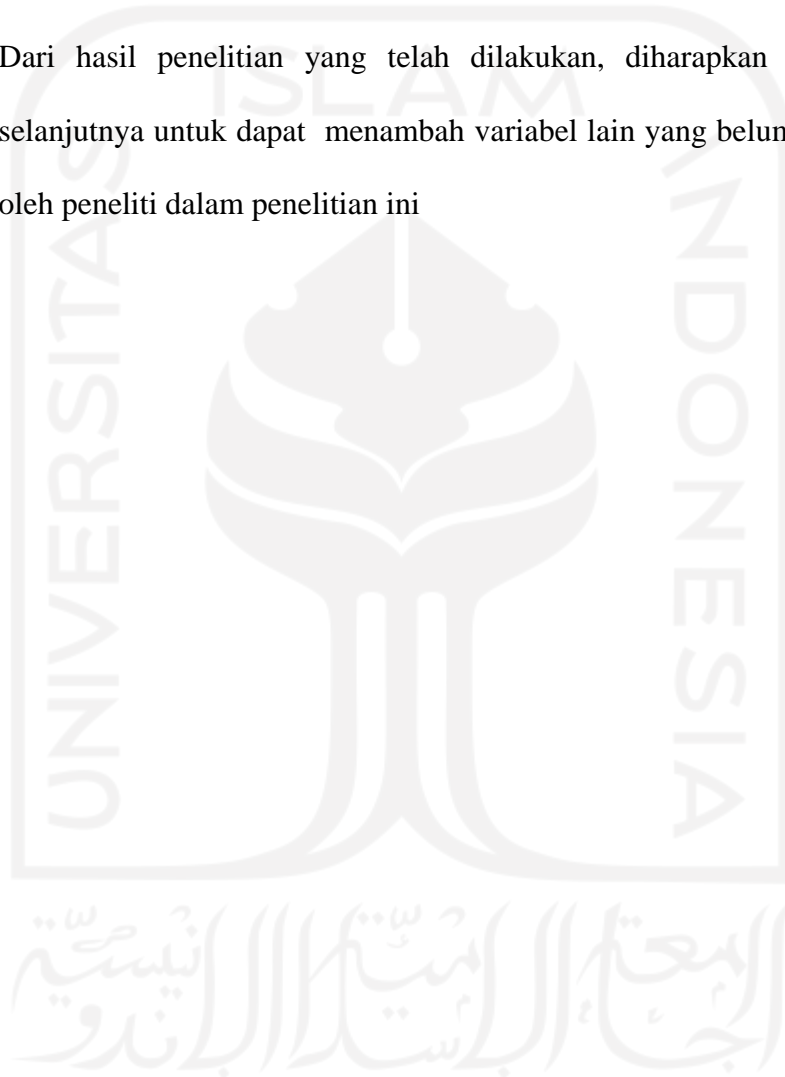 Dari hasil penelitian yang telah dilakukan, diharapkan
selanjutnya untuk dapat menambah variabel lain yang
oleh peneliti dalam penelitian ini
ISLAM
UNIVERSITAS
INDONESIA